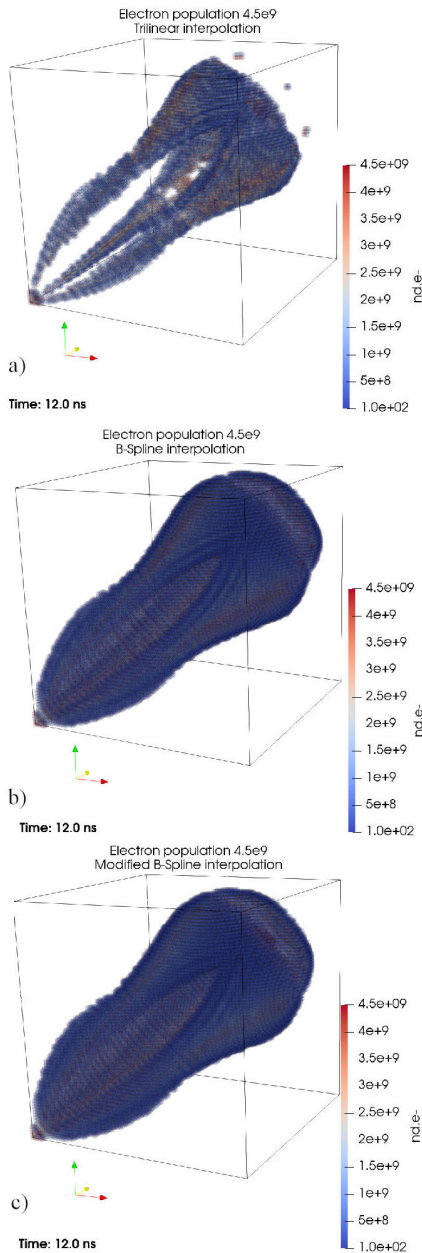 Electron population 4.5e9
Trilinear interpolation
4.5e+09
4e+9
3.5e+9
3e+9
2.5e+9
2e+9
1.5e+9
1e+9
5e+8
1.0e+02
nd.e-
a)
Time: 12.0 ns
Electron population 4.5e9
B-Spline interpolation
4.5e+09
4e+9
3.5e+9
3e+9
2.5e+9
2e+9
1.5e+9
1e+9
5e+8
1.0e+02
nd.e-
b)
Time: 12.0 ns
Electron population 4.5e9
Modified B-Spline interpolation
4.5e+09
4e+9
3.5e+9
3e+9
2.5e+9
2e+9
1.5e+9
1e+9
5e+8
1.0e+02
nd.e-
c)
Time: 12.0 ns